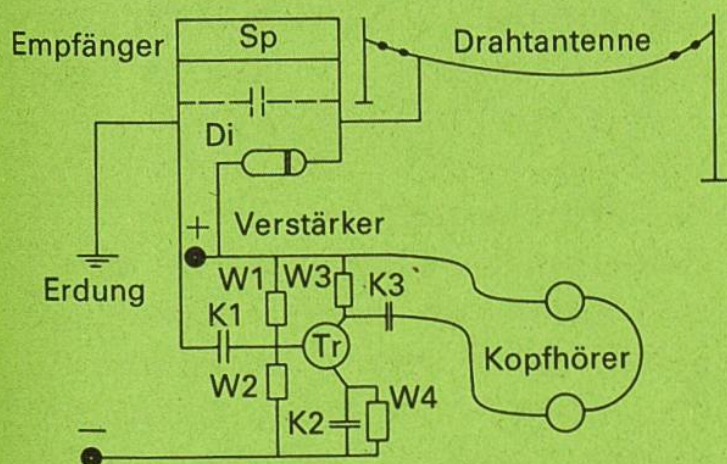 Empfänger
Sp
Drahtantenne
Di
+ Verstärker
Erdung
W1 W3 K3
K1
Tr
Kopfhörer
W2
W4
K2
–